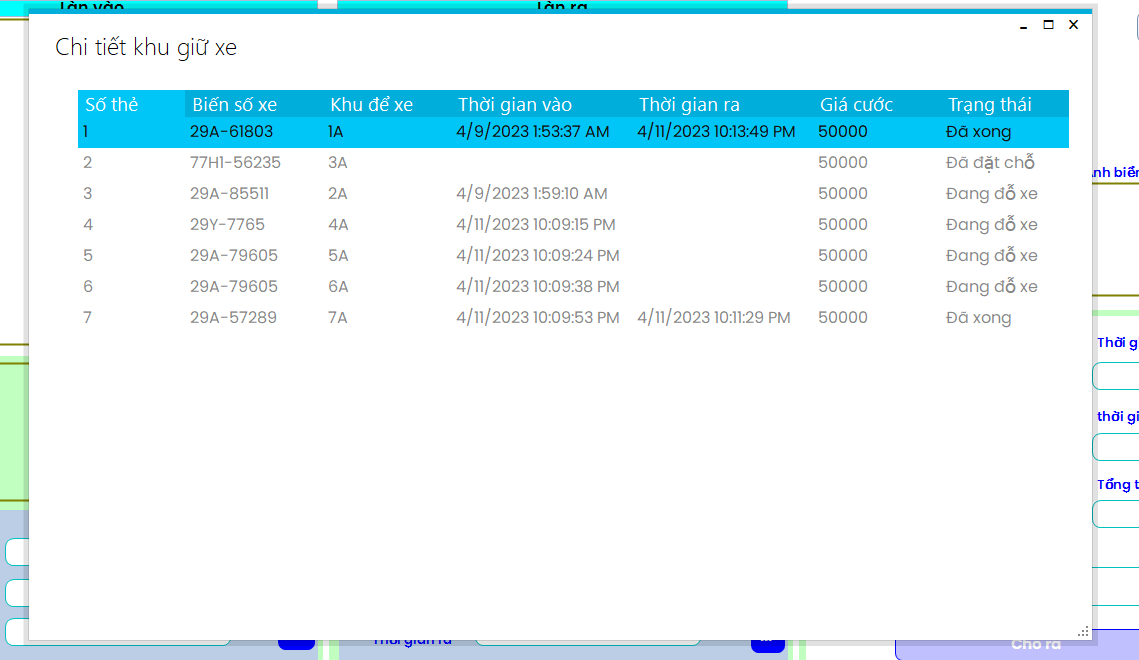 Làn vào Làn ra
Chi tiết khu giữ xe
Số thẻ Biển số xe Khu để xe Thời gian vào Thời gian ra Giá cước Trạng thái
1 29A-61803 1A 4/9/2023 1:53:37 AM 4/11/2023 10:13:49 PM 50000 Đã xong
2 77H1-56235 3A 50000 Đã đặt chỗ
3 29A-85511 2A 4/9/2023 1:59:10 AM 50000 Đang đỗ xe
4 29Y-7765 4A 4/11/2023 10:09:15 PM 50000 Đang đỗ xe
5 29A-79605 5A 4/11/2023 10:09:24 PM 50000 Đang đỗ xe
6 29A-79605 6A 4/11/2023 10:09:38 PM 50000 Đang đỗ xe
7 29A-57289 7A 4/11/2023 10:09:53 PM 4/11/2023 10:11:29 PM 50000 Đã xong
Ảnh biển
Thời g
thời gi
Tổng t
Thời gian ra
Cho ra